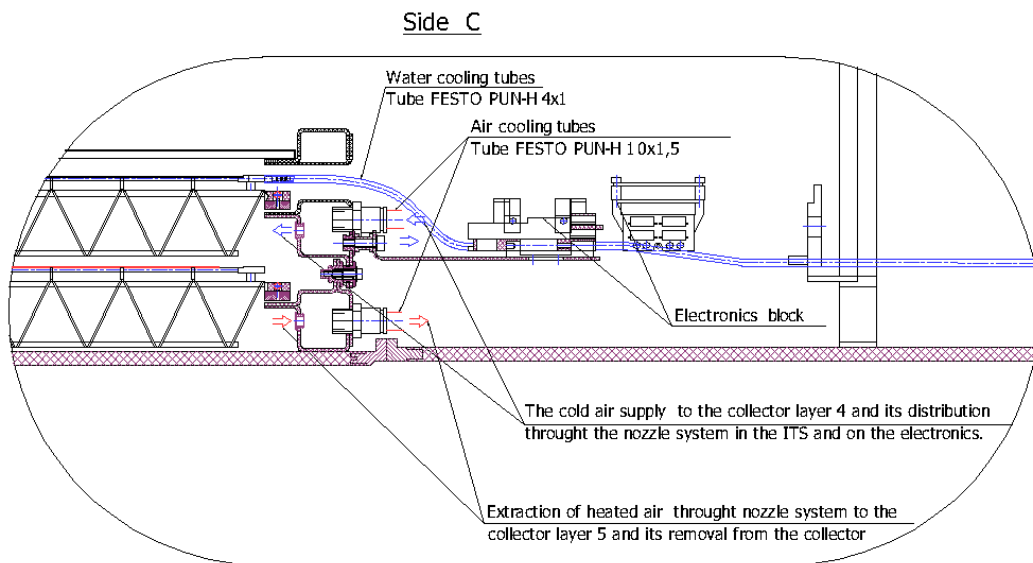 Side C
Water cooling tubes
Tube FESTO PUN-H 4x1
Air cooling tubes
Tube FESTO PUN-H 10x1,5
Electronics block
The cold air supply to the collector layer 4 and its distribution
throught the nozzle system in the ITS and on the electronics.
Extraction of heated air throught nozzle system to the
collector layer 5 and its removal from the collector